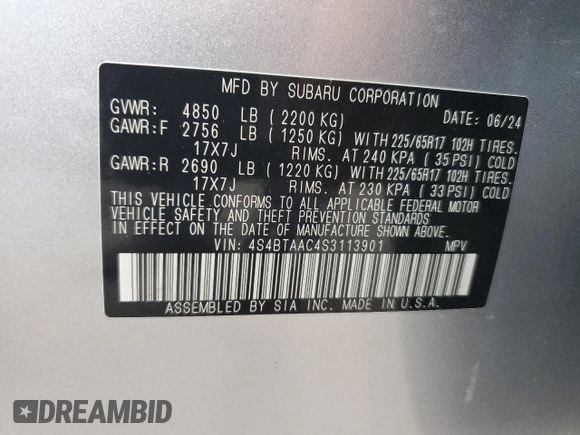 MFD BY SUBARU CORPORATION
GVWR: 4850 LB (2200 KG) DATE: 06/24
GAWR:F 2756 LB (1250 KG) WITH 225/65R17 102H TIRES.
17X7J RIMS. AT 240 KPA (35 PSI) COLD
GAWR:R 2690 LB (1220 KG) WITH 225/65R17 102H TIRES.
17X7J RIMS. AT 230 KPA (33 PSI) COLD
THIS VEHICLE CONFORMS TO ALL APPLICABLE FEDERAL MOTOR
VEHICLE SAFETY AND THEFT PREVENTION STANDARDS
IN EFFECT ON THE DATE OF MANUFACTURE SHOWN ABOVE.
VIN: 4S4BTAAC4S3113901 MPV
ASSEMBLED BY SIA INC. MADE IN U.S.A.
DREAMBID